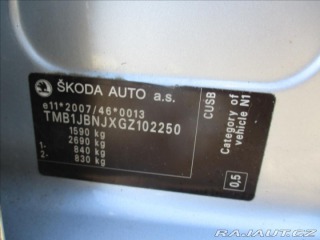 ŠKODA AUTO a.s.
e11*2007/46*0013
TMB1JBNJXGZ102250
1590 kg
2690 kg
1- 840 kg
2- 830 kg
CUSB
Category of
vehicle N1
0,5
AUTOBAZAR.CZ